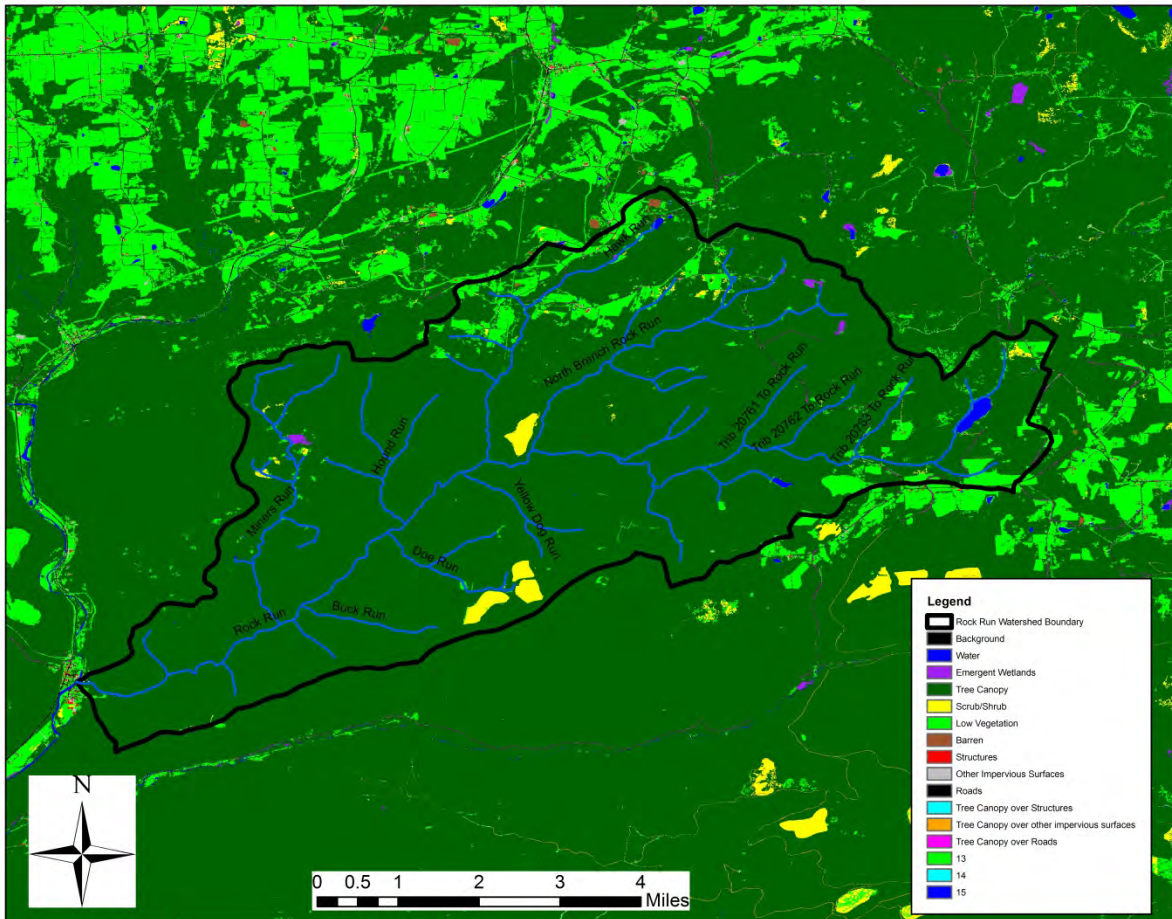 Hawk Run
North Branch Rock Run
Trib 20761 To Rock Run
Trib 20762 To Rock Run
Trib 20753 To Rock Run
Hound Run
Miners Run
Yellow Dog Run
Doe Run
Buck Run
Rock Run
Legend
Rock Run Watershed Boundary
Background
Water
Emergent Wetlands
Tree Canopy
Scrub/Shrub
Low Vegetation
Barren
Structures
Other Impervious Surfaces
Roads
Tree Canopy over Structures
Tree Canopy over other impervious surfaces
Tree Canopy over Roads
13
14
15
N
0 0.5 1 2 3 4
Miles